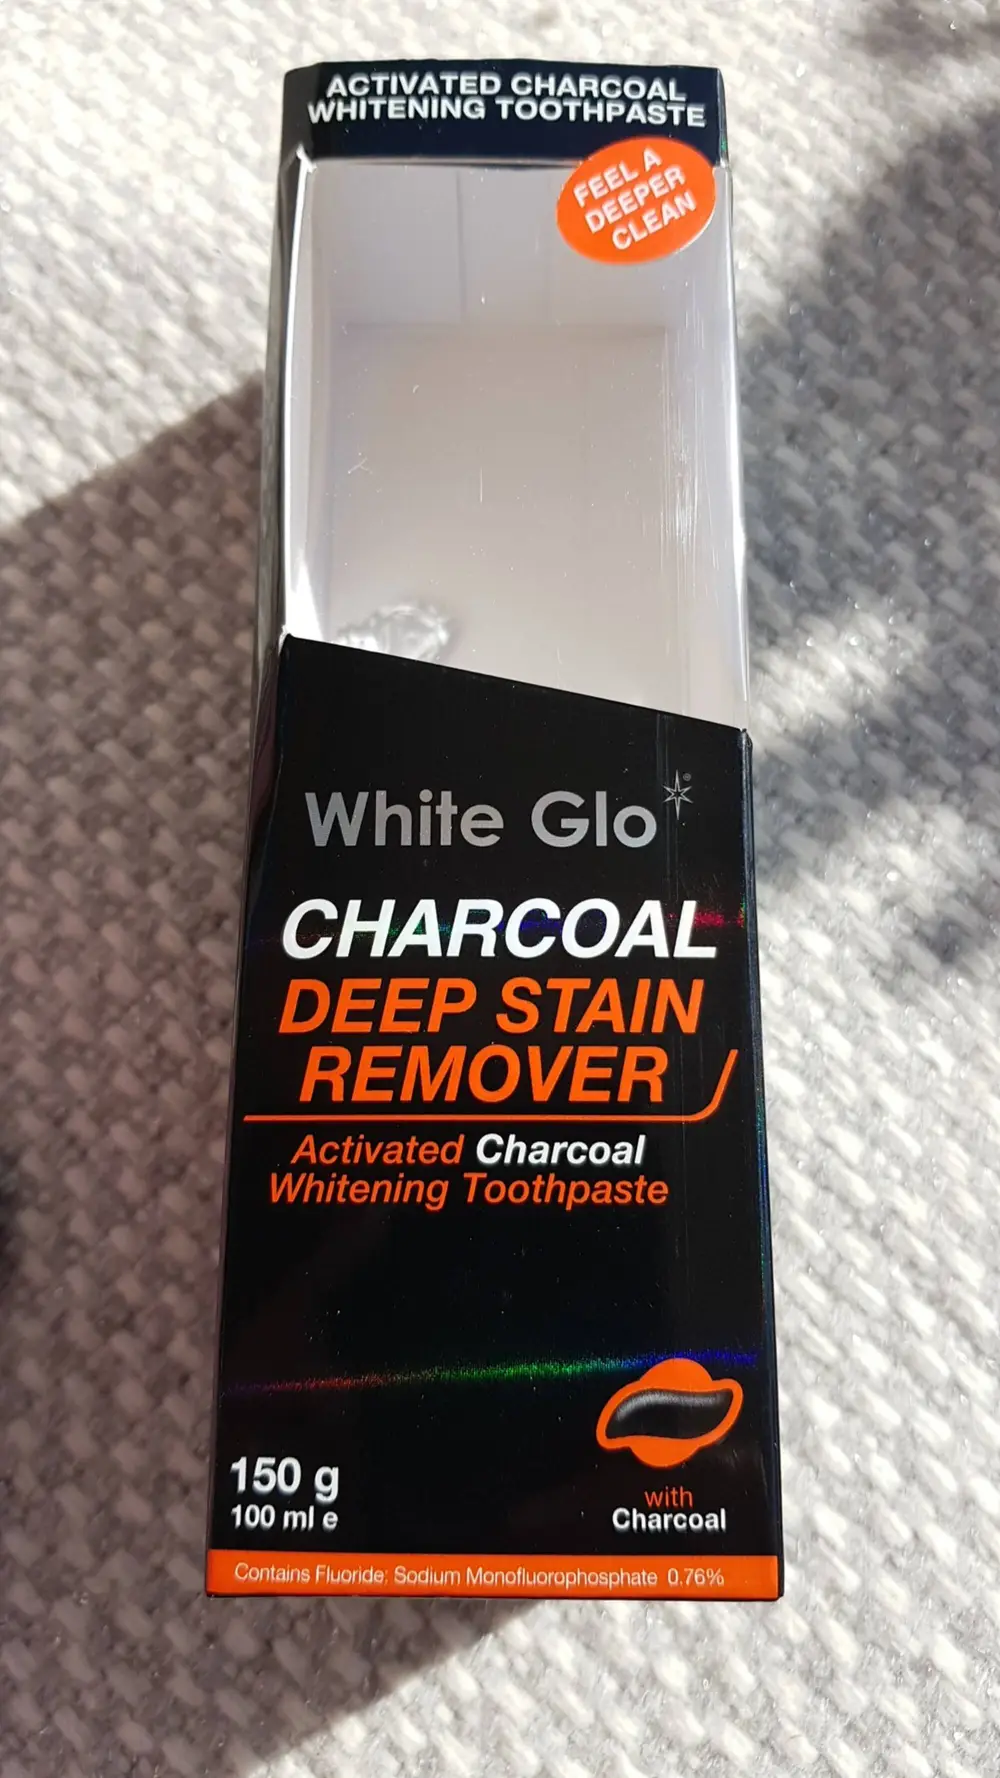 ACTIVATED CHARCOAL
WHITENING TOOTHPASTE
FEEL A
DEEPER
CLEAN
White Glo®
CHARCOAL
DEEP STAIN
REMOVER
Activated Charcoal
Whitening Toothpaste
150 g
100 ml e
with
Charcoal
Contains Fluoride: Sodium Monofluorophosphate 0.76%